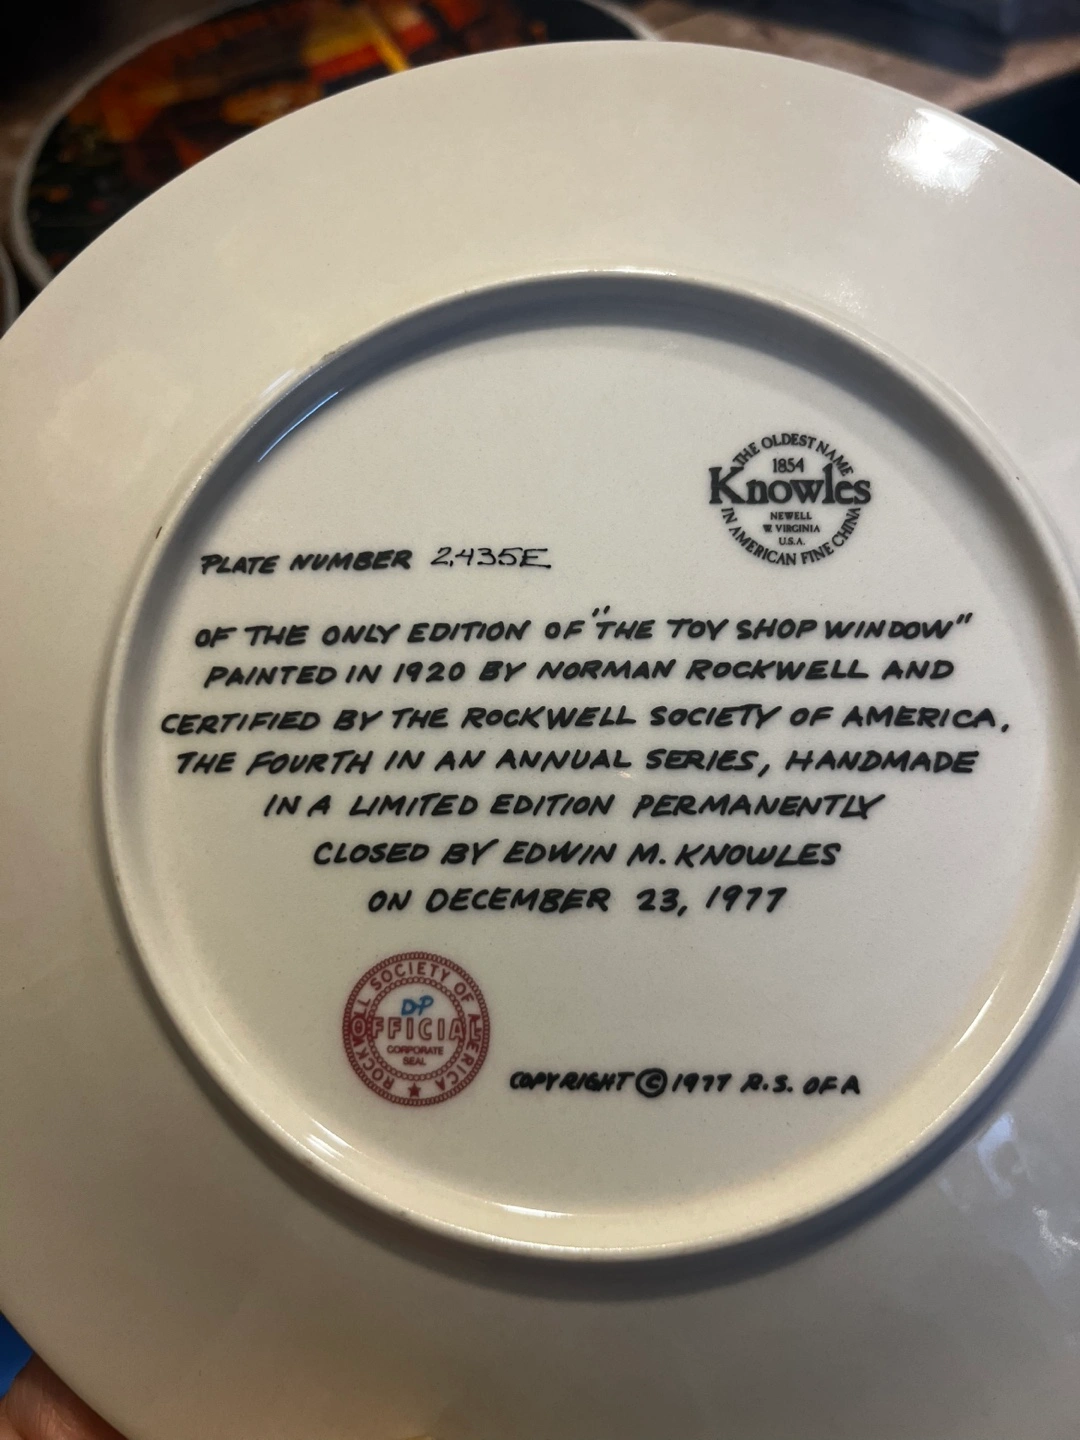 THE OLDEST NAME
1854
Knowles
NEWELL
W. VIRGINIA
U.S.A.
IN AMERICAN FINE CHINA
PLATE NUMBER 2,435E
OF THE ONLY EDITION OF "THE TOY SHOP WINDOW"
PAINTED IN 1920 BY NORMAN ROCKWELL AND
CERTIFIED BY THE ROCKWELL SOCIETY OF AMERICA,
THE FOURTH IN AN ANNUAL SERIES, HANDMADE
IN A LIMITED EDITION PERMANENTLY
CLOSED BY EDWIN M. KNOWLES
ON DECEMBER 23, 1977
ROCKWELL SOCIETY OF AMERICA
DP
OFFICIAL
CORPORATE
SEAL
COPYRIGHT © 1977 R.S. OF A